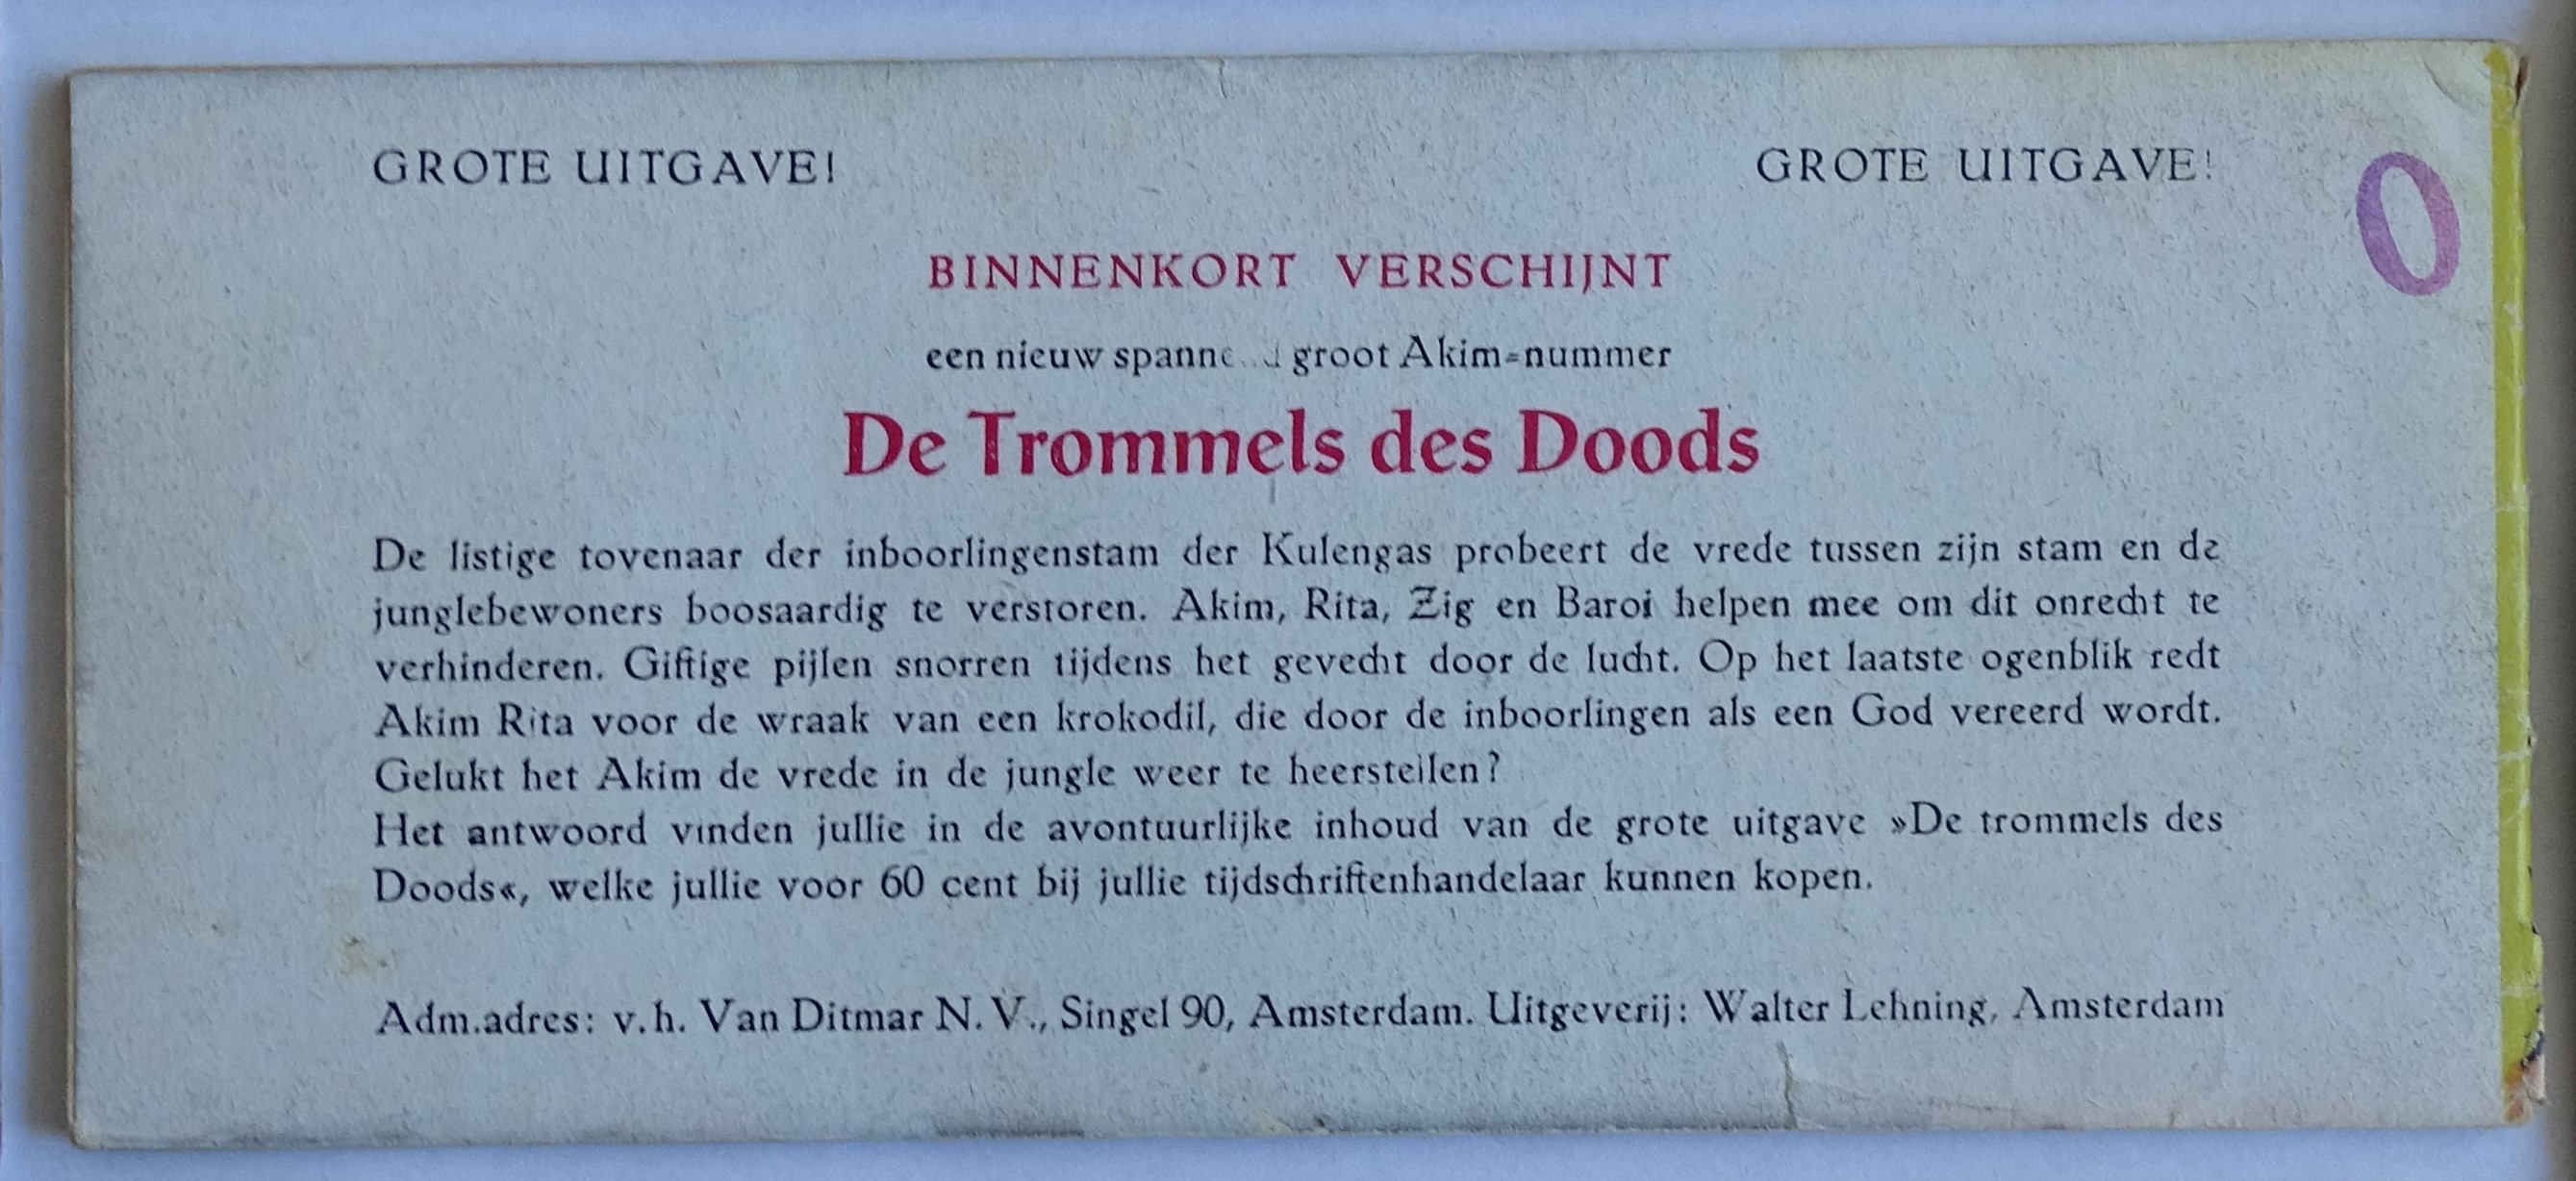 GROTE UITGAVE! GROTE UITGAVE!
0
BINNENKORT VERSCHIJNT
een nieuw groot Akim=nummer
De Trommels des Doods
De listige tovenaar der inboorlingenstam der Kulengas probeert de vrede tussen zijn stam en de
junglebewoners boosaardig te verstoren. Akim, Rita, Zig en Baroi helpen mee om dit onrecht te
verhinderen. Giftige pijlen snorren tijdens het gevecht door de lucht. Op het laatste ogenblik redt
Akim Rita voor de wraak van een krokodil, die door de inboorlingen als een God vereerd wordt.
Gelukt het Akim de vrede in de jungle weer te heerstellen?
Het antwoord vinden jullie in de avontuurlijke inhoud van de grote uitgave »De trommels des
Doods«, welke jullie voor 60 cent bij jullie tijdschriftenhandelaar kunnen kopen.
Adm.adres: v.h. Van Ditmar N. V., Singel 90, Amsterdam. Uitgeverij: Walter Lehning, Amsterdam